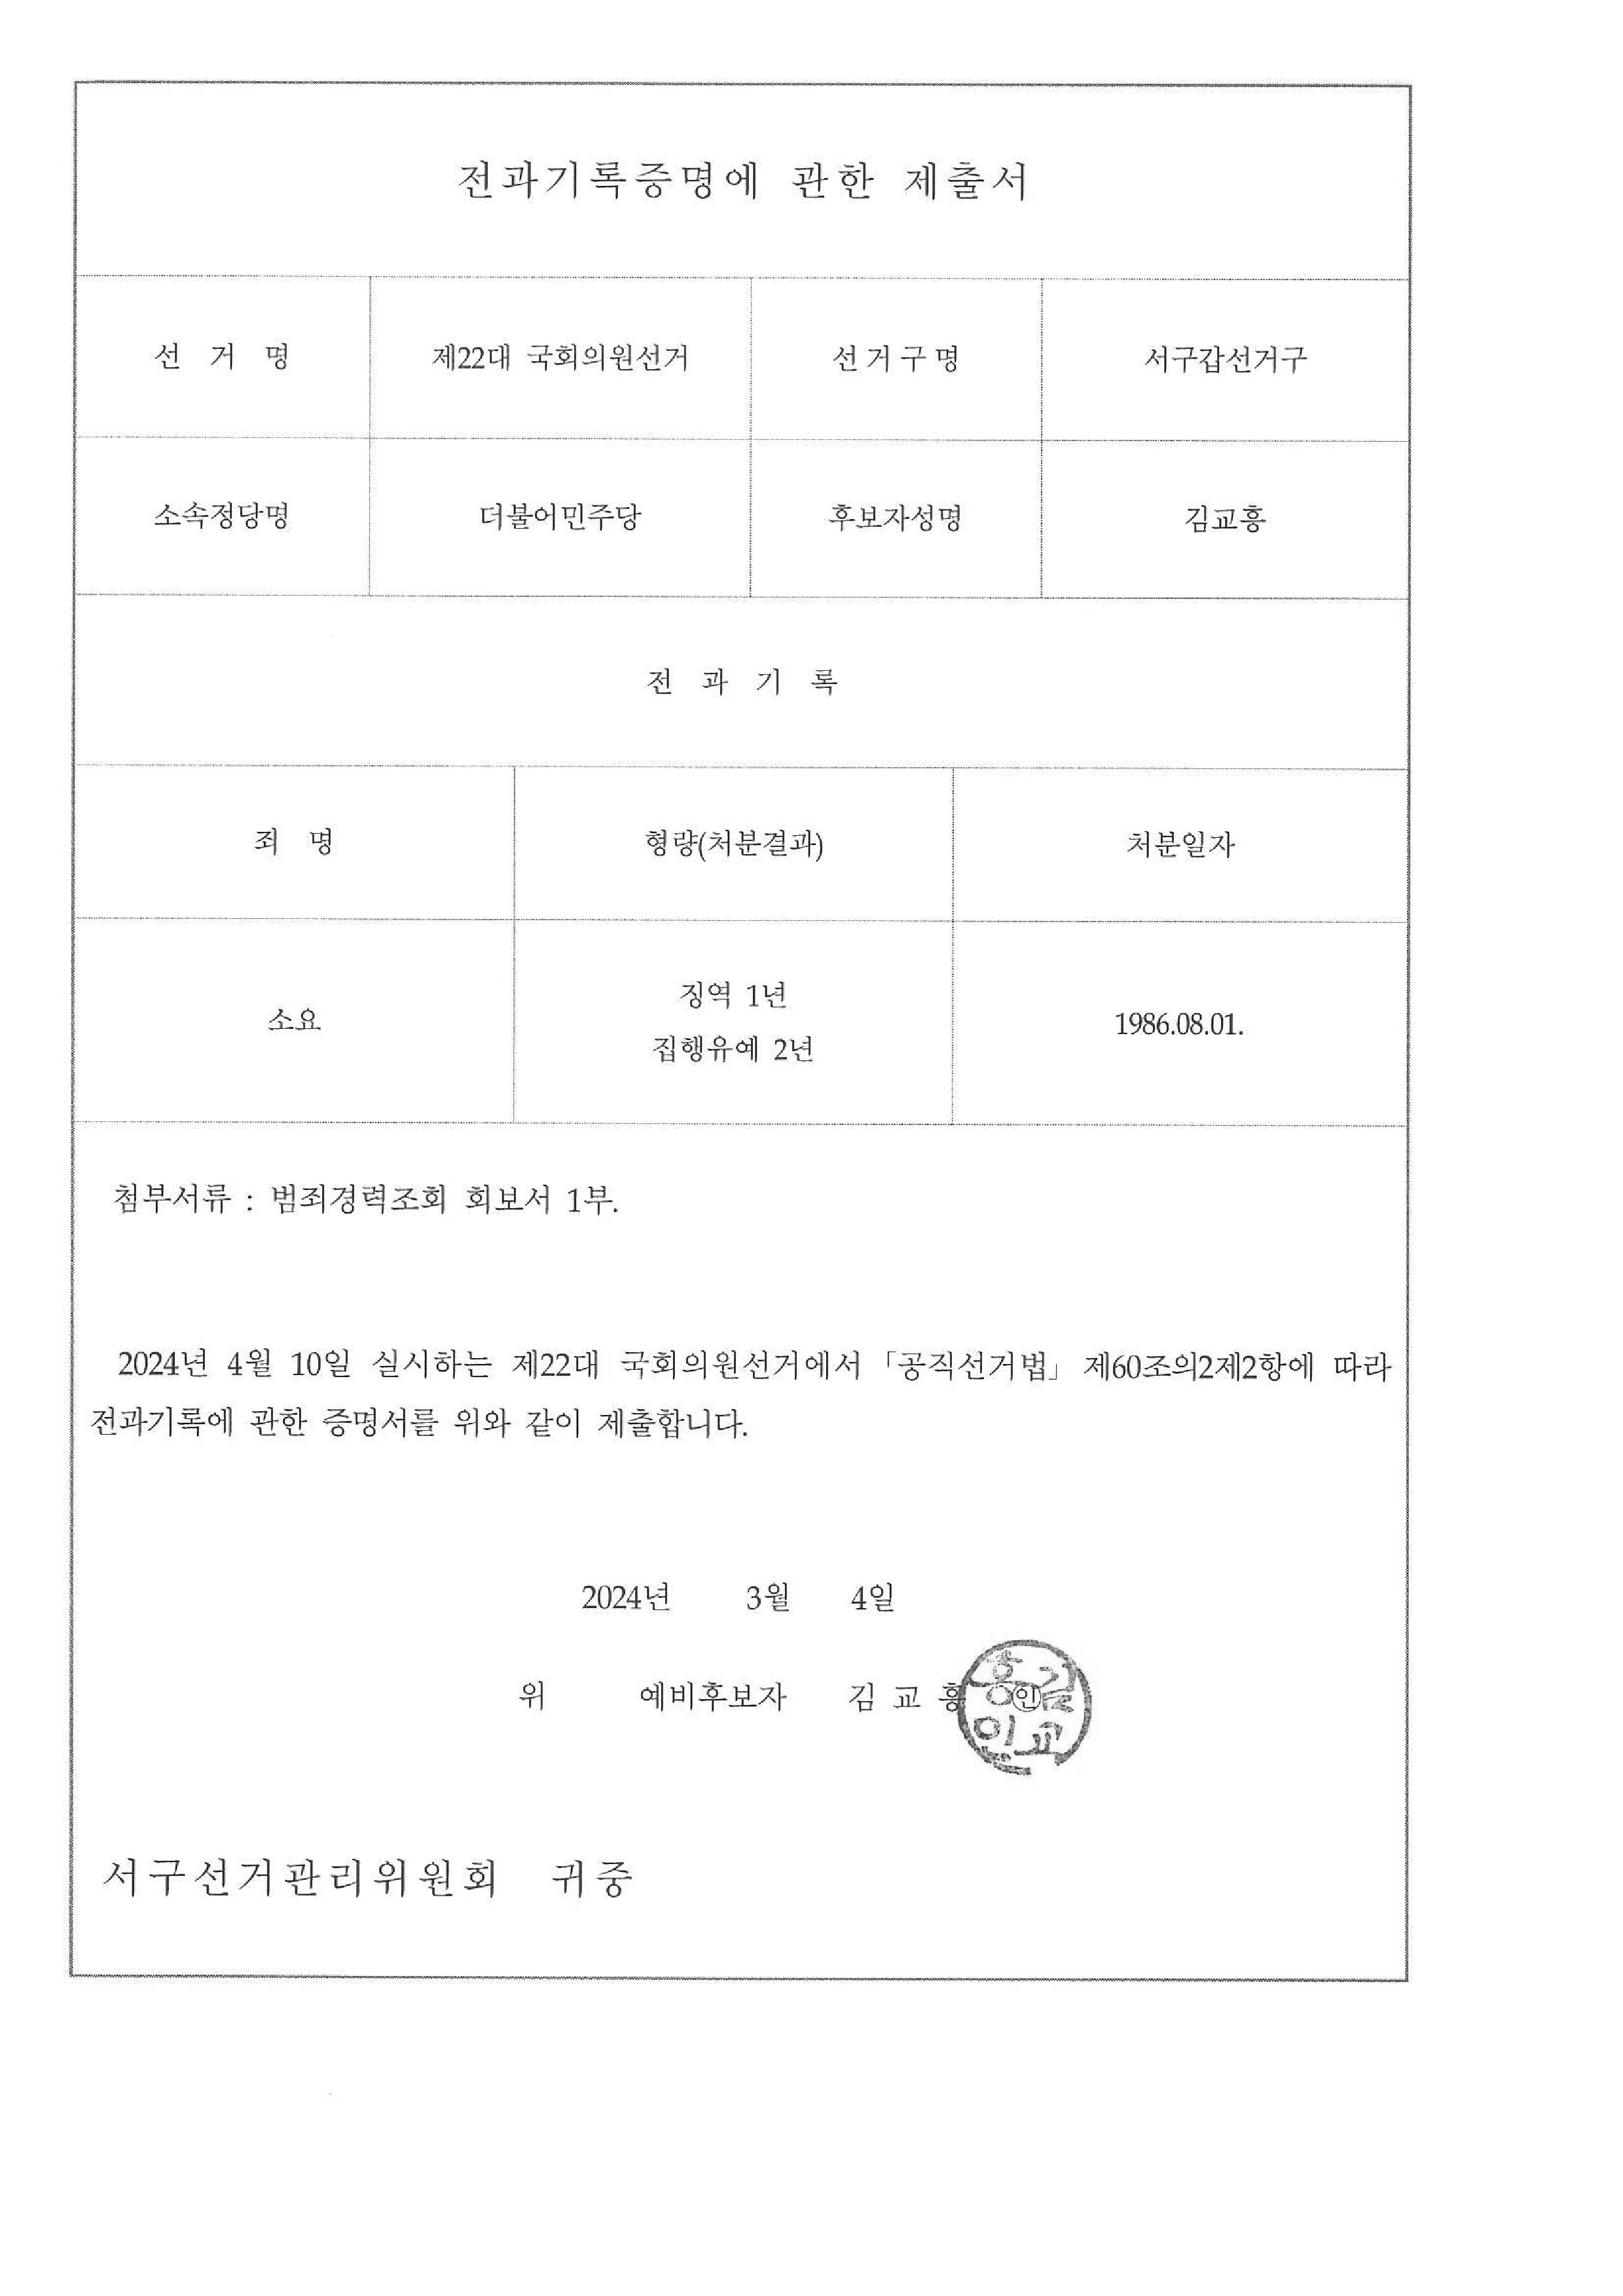 전과기록증명에 관한 제출서
선 거 명 제22대 국회의원선거 선거구명 서구갑선거구
소속정당명 더불어민주당 후보자성명 김교흥
전 과 기 록
죄 명 형량(처분결과) 처분일자
소요 징역 1년 집행유예 2년 1986.08.01.
첨부서류 : 범죄경력조회 회보서 1부.
2024년 4월 10일 실시하는 제22대 국회의원선거에서 「공직선거법」 제60조의2제2항에 따라
전과기록에 관한 증명서를 위와 같이 제출합니다.
2024년 3월 4일
위 예비후보자 김 교 흥 ㊞
김교흥인
서구선거관리위원회 귀중